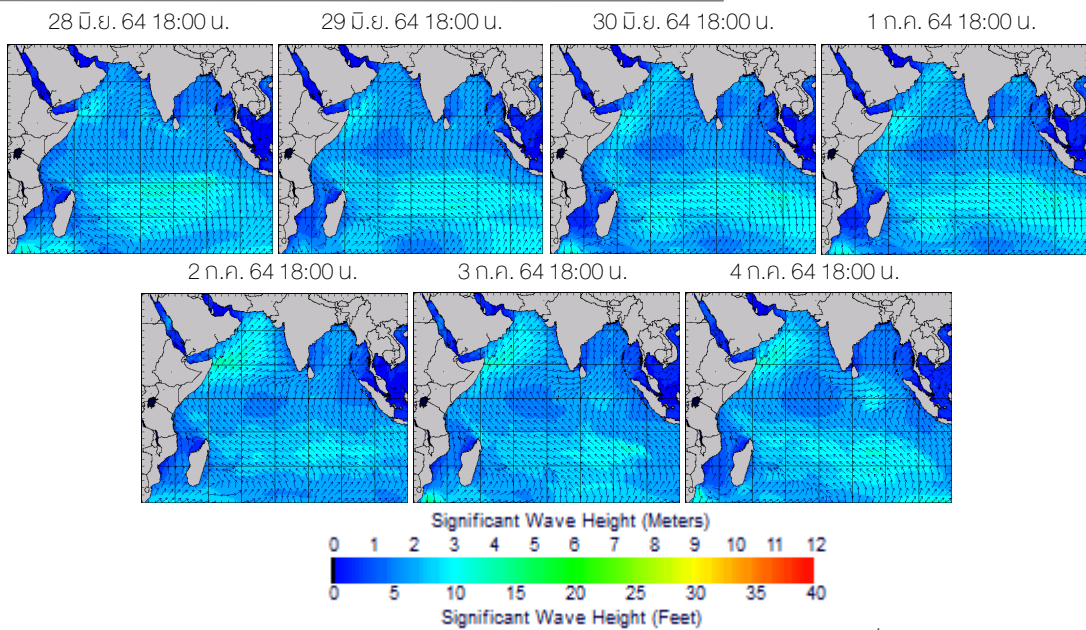 28 มิ.ย. 64 18:00 น.
29 มิ.ย. 64 18:00 น.
30 มิ.ย. 64 18:00 น.
1 ก.ค. 64 18:00 น.
2 ก.ค. 64 18:00 น.
3 ก.ค. 64 18:00 น.
4 ก.ค. 64 18:00 น.
Significant Wave Height (Meters)
0 1 2 3 4 5 6 7 8 9 10 11 12
0 5 10 15 20 25 30 35 40
Significant Wave Height (Feet)